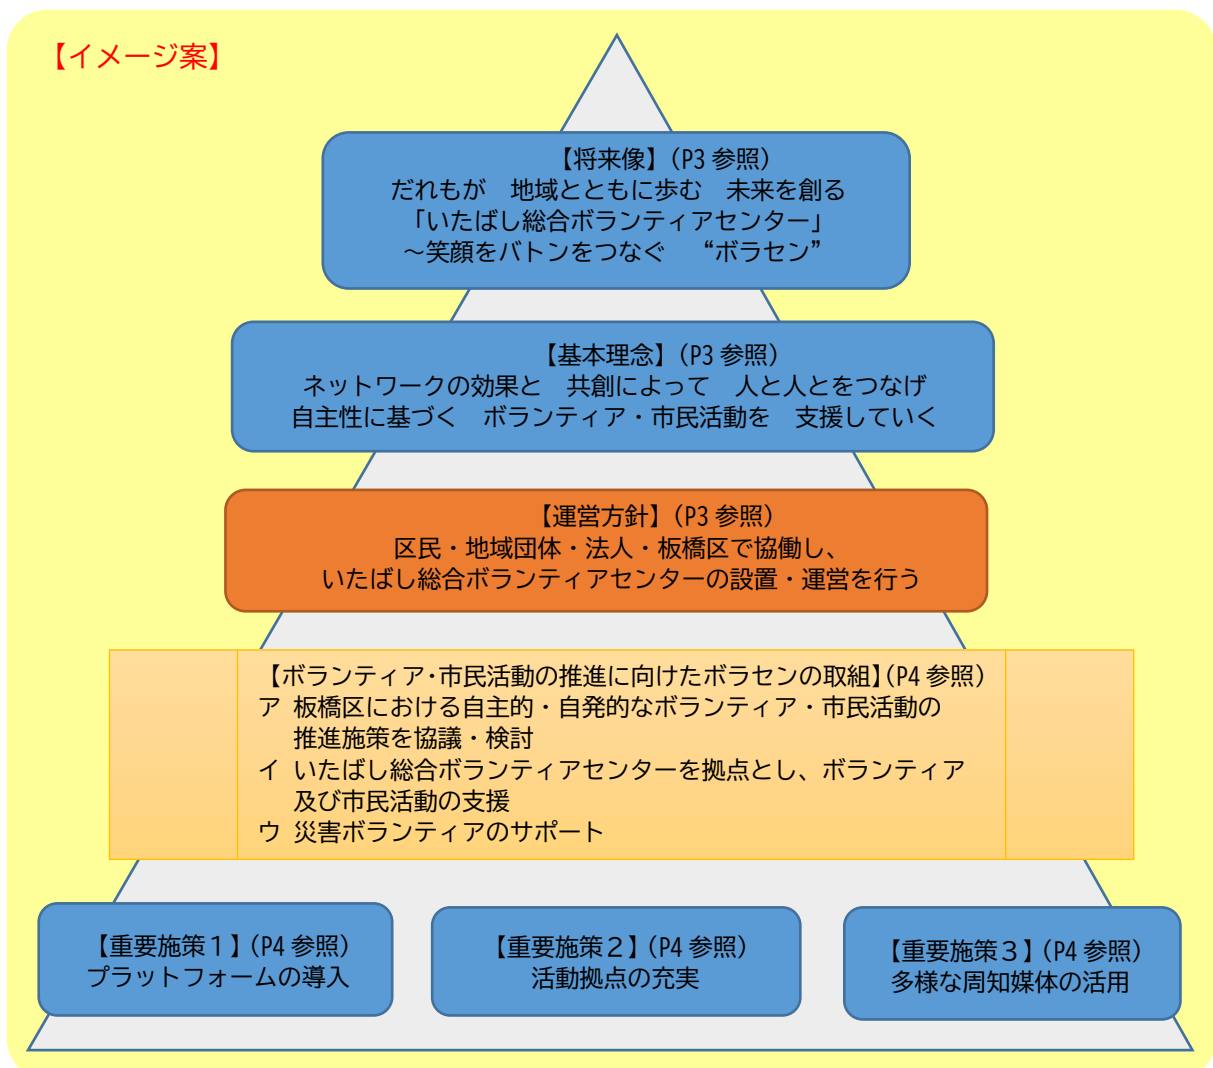 【イメージ案】
【将来像】(P3 参照)
だれもが　地域とともに歩む　未来を創る
「いたばし総合ボランティアセンター」
～笑顔をバトンをつなぐ　“ボラセン”
【基本理念】(P3 参照)
ネットワークの効果と　共創によって　人と人とをつなげ
自主性に基づく　ボランティア・市民活動を　支援していく
【運営方針】(P3 参照)
区民・地域団体・法人・板橋区で協働し、
いたばし総合ボランティアセンターの設置・運営を行う
【ボランティア･市民活動の推進に向けたボラセンの取組】(P4 参照)
ア 板橋区における自主的・自発的なボランティア・市民活動の
推進施策を協議・検討
イ いたばし総合ボランティアセンターを拠点とし、ボランティア
及び市民活動の支援
ウ 災害ボランティアのサポート
【重要施策１】(P4 参照)
プラットフォームの導入
【重要施策２】(P4 参照)
活動拠点の充実
【重要施策３】(P4 参照)
多様な周知媒体の活用